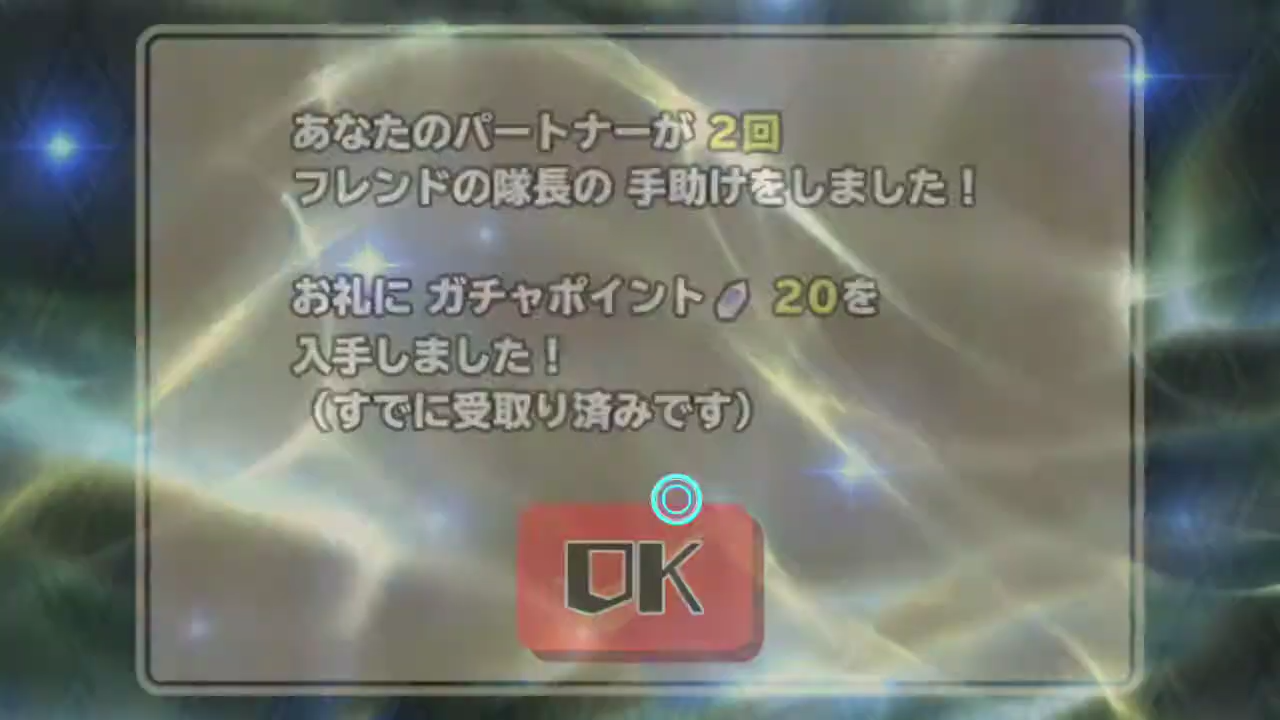 あなたのパートナーが 2回
フレンドの隊長の 手助けをしました！
お礼に ガチャポイント 20を
入手しました！
（すでに受取り済みです）
OK